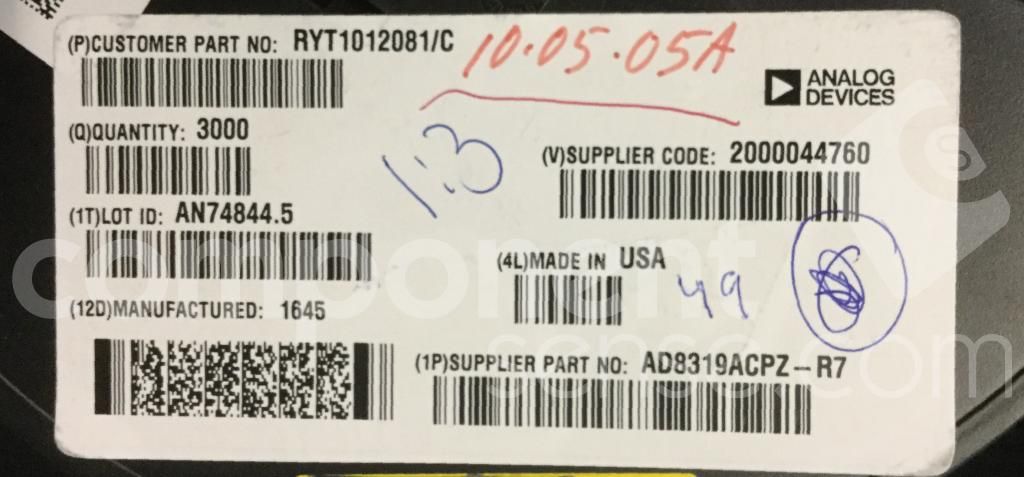 (P)CUSTOMER PART NO: RYT1012081/C
10.05.05A
ANALOG
DEVICES
(Q)QUANTITY: 3000
1:3
(V)SUPPLIER CODE: 2000044760
(1T)LOT ID: AN74844.5
(4L)MADE IN USA
49
(12D)MANUFACTURED: 1645
(1P)SUPPLIER PART NO: AD8319ACPZ-R7
component
sense.com